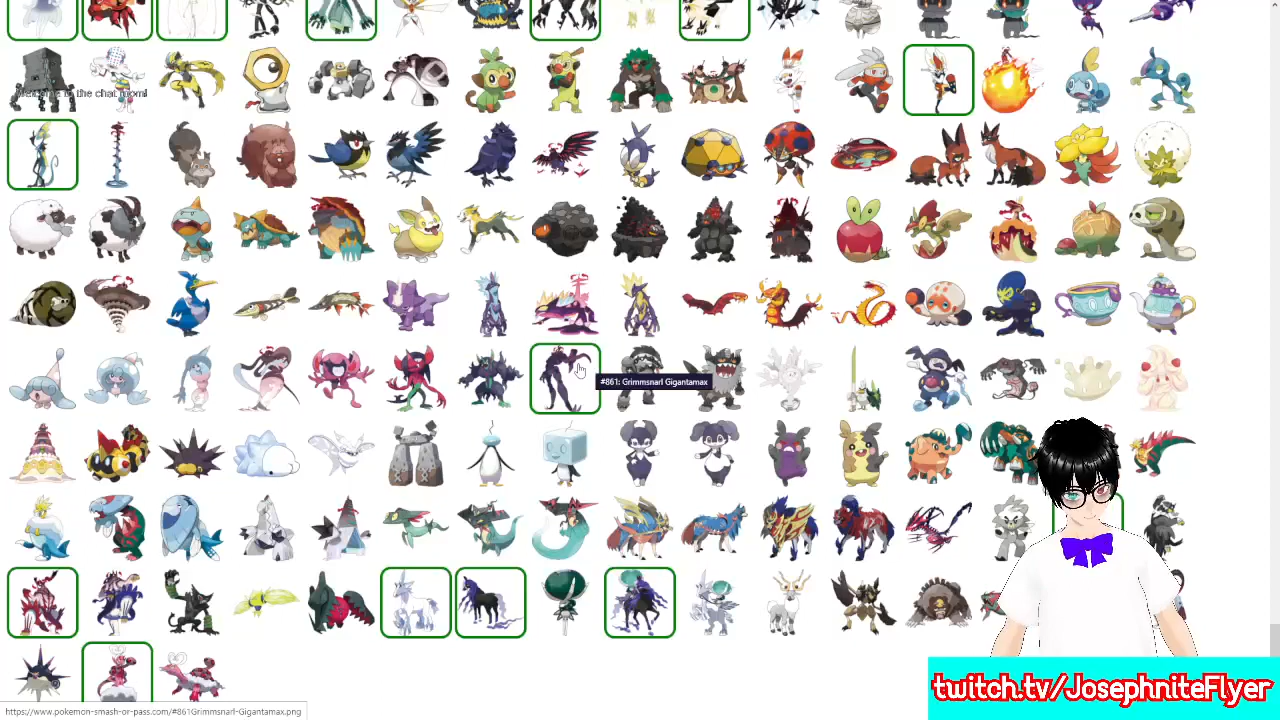 Welcome to the chat room!
#861: Grimmsnarl Gigantamax
twitch.tv/JosephniteFlyer
https://www.pokemon-smash-or-pass.com/#861Grimmsnarl-Gigantamax.png